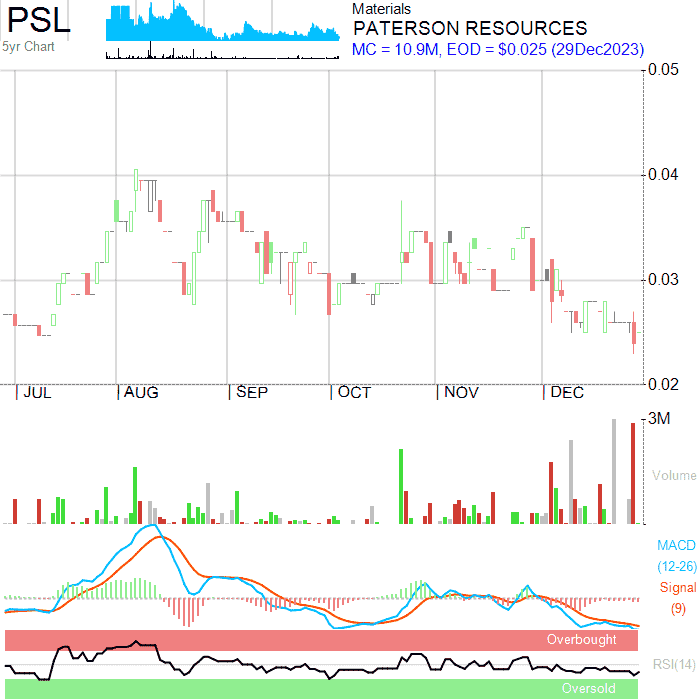 PSL
5yr Chart
Materials
PATERSON RESOURCES
MC = 10.9M, EOD = $0.025 (29Dec2023)
0.05
0.04
0.03
0.02
JUL AUG SEP OCT NOV DEC
3M
Volume
MACD
(12-26)
Signal
(9)
Overbought
RSI(14)
Oversold